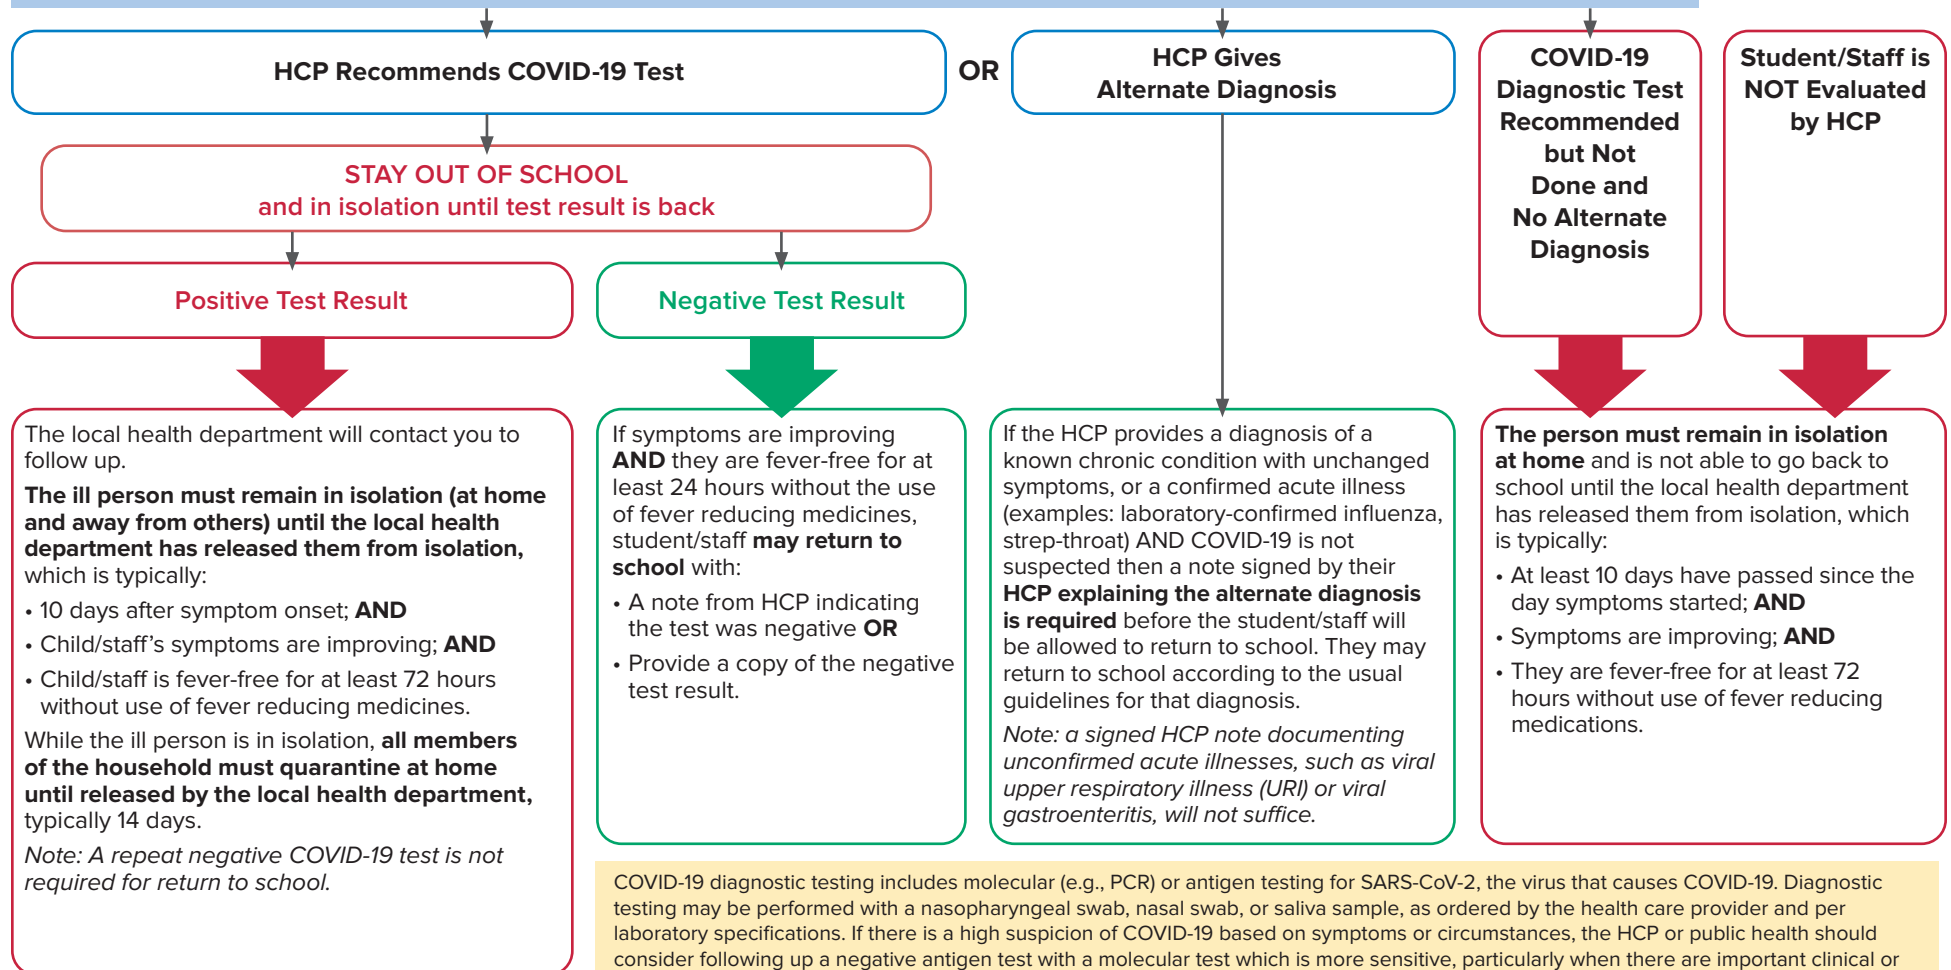 HCP Recommends COVID-19 Test
OR
HCP Gives
Alternate Diagnosis
COVID-19
Diagnostic Test
Recommended
but Not
Done and
No Alternate
Diagnosis
Student/Staff is
NOT Evaluated
by HCP
STAY OUT OF SCHOOL
and in isolation until test result is back
Positive Test Result
Negative Test Result
The local health department will contact you to
follow up.
The ill person must remain in isolation (at home
and away from others) until the local health
department has released them from isolation,
which is typically:
• 10 days after symptom onset; AND
• Child/staff's symptoms are improving; AND
• Child/staff is fever-free for at least 72 hours
without use of fever reducing medicines.
While the ill person is in isolation, all members
of the household must quarantine at home
until released by the local health department,
typically 14 days.
Note: A repeat negative COVID-19 test is not
required for return to school.
If symptoms are improving
AND they are fever-free for at
least 24 hours without the use
of fever reducing medicines,
student/staff may return to
school with:
• A note from HCP indicating
the test was negative OR
• Provide a copy of the negative
test result.
If the HCP provides a diagnosis of a
known chronic condition with unchanged
symptoms, or a confirmed acute illness
(examples: laboratory-confirmed influenza,
strep-throat) AND COVID-19 is not
suspected then a note signed by their
HCP explaining the alternate diagnosis
is required before the student/staff will
be allowed to return to school. They may
return to school according to the usual
guidelines for that diagnosis.
Note: a signed HCP note documenting
unconfirmed acute illnesses, such as viral
upper respiratory illness (URI) or viral
gastroenteritis, will not suffice.
The person must remain in isolation
at home and is not able to go back to
school until the local health department
has released them from isolation, which
is typically:
• At least 10 days have passed since the
day symptoms started; AND
• Symptoms are improving; AND
• They are fever-free for at least 72
hours without use of fever reducing
medications.
COVID-19 diagnostic testing includes molecular (e.g., PCR) or antigen testing for SARS-CoV-2, the virus that causes COVID-19. Diagnostic
testing may be performed with a nasopharyngeal swab, nasal swab, or saliva sample, as ordered by the health care provider and per
laboratory specifications. If there is a high suspicion of COVID-19 based on symptoms or circumstances, the HCP or public health should
consider following up a negative antigen test with a molecular test which is more sensitive, particularly when there are important clinical or